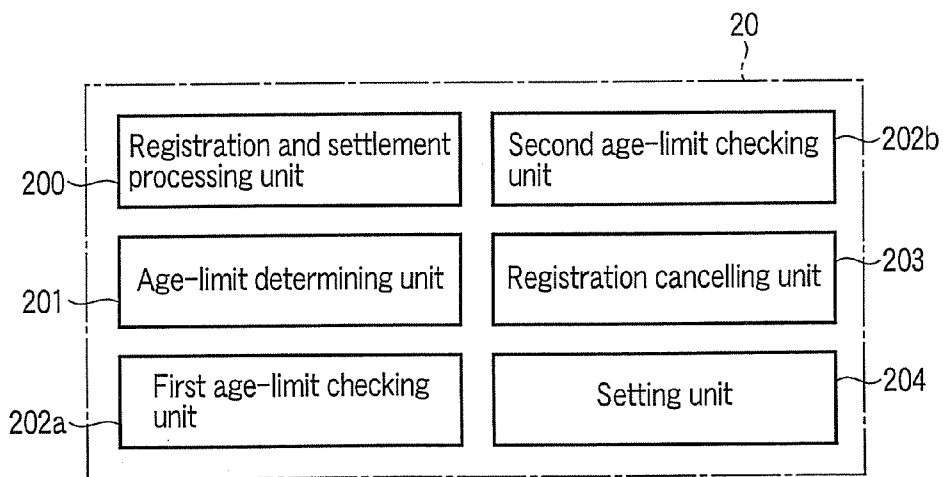 20
Registration and settlement
processing unit
200
Second age-limit checking
unit
202b
Age-limit determining unit
201
Registration cancelling unit
203
First age-limit checking
unit
202a
Setting unit
204